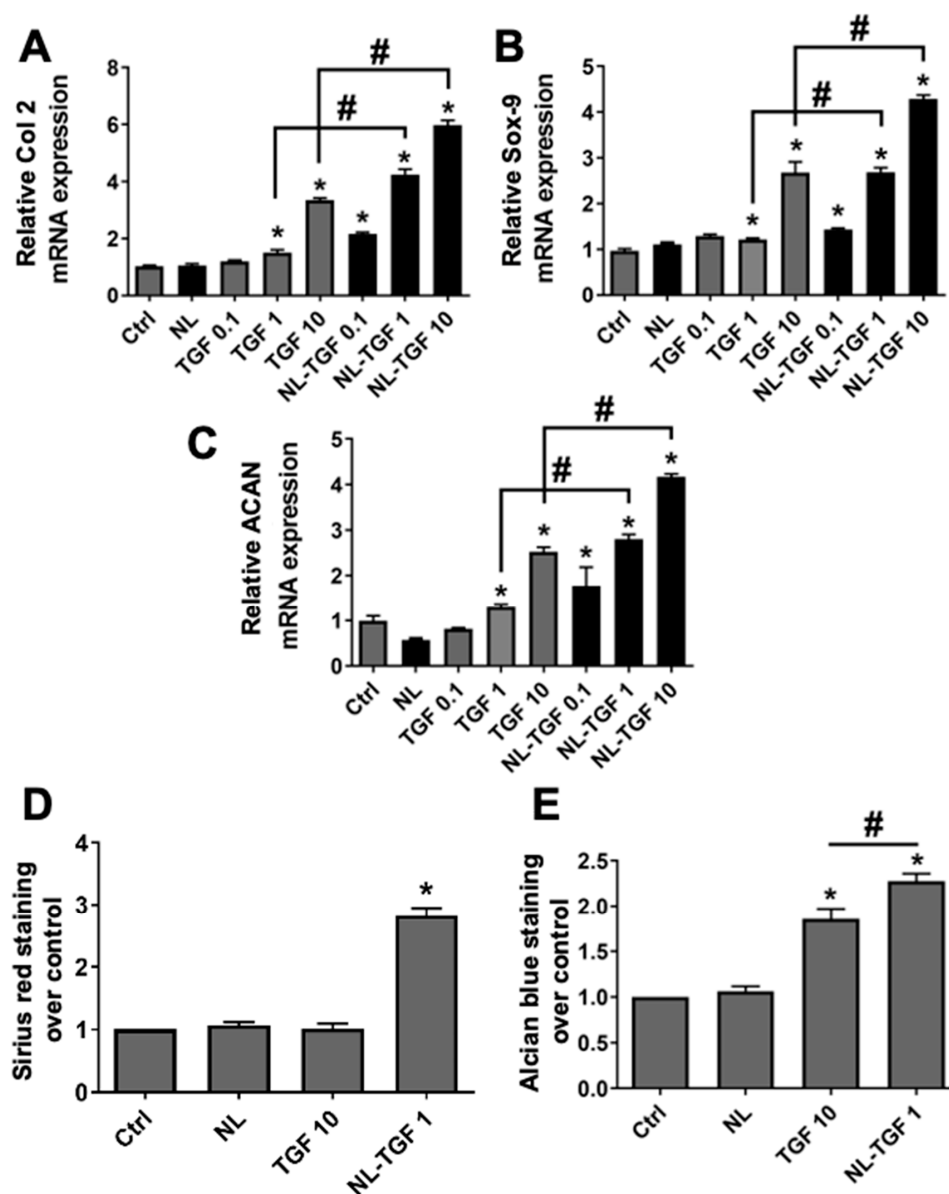 A
Relative Col 2
mRNA expression
8
6
4
2
0
#
#
* * * * *
Ctrl
NL
TGF 0.1
TGF 1
TGF 10
NL-TGF 0.1
NL-TGF 1
NL-TGF 10
B
Relative Sox-9
mRNA expression
5
4
3
2
1
0
#
#
* * * * *
Ctrl
NL
TGF 0.1
TGF 1
TGF 10
NL-TGF 0.1
NL-TGF 1
NL-TGF 10
C
Relative ACAN
mRNA expression
5
4
3
2
1
0
#
#
* * * * *
Ctrl
NL
TGF 0.1
TGF 1
TGF 10
NL-TGF 0.1
NL-TGF 1
NL-TGF 10
D
Sirius red staining
over control
4
3
2
1
0
*
Ctrl
NL
TGF 10
NL-TGF 1
E
Alcian blue staining
over control
2.5
2.0
1.5
1.0
0.5
0.0
#
* *
Ctrl
NL
TGF 10
NL-TGF 1